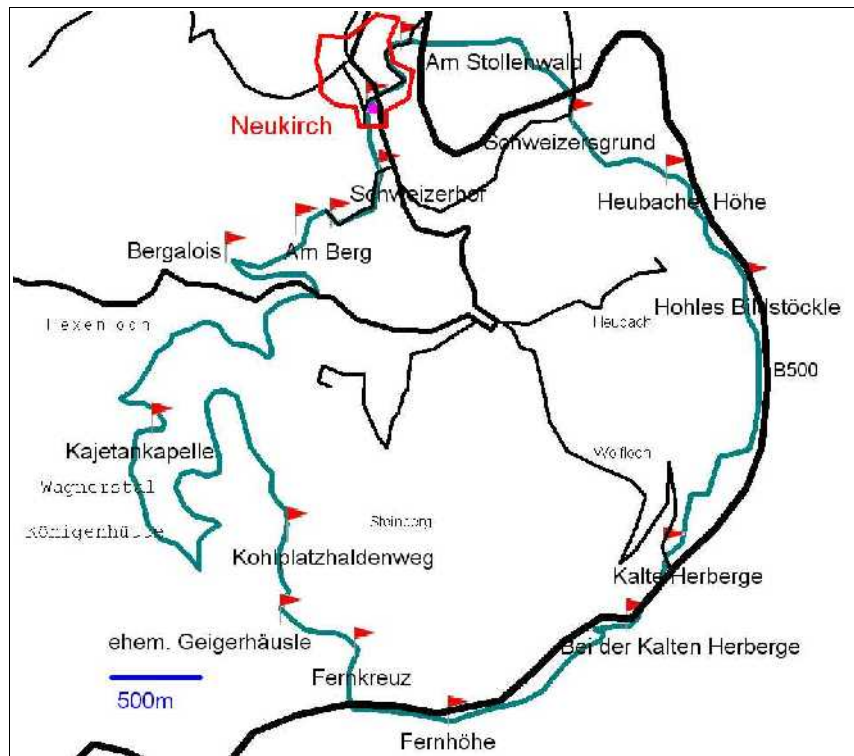 Am Stollenwald
Neukirch
Schweizersgrund
Schweizerhof
Heubacher Höhe
Bergalois
Am Berg
Hohles Bildstöckle
Hexenloch
Heubach
B500
Kajetankapelle
Wolfloch
Wagnerstal
Steinberg
Königenhütte
Kohlplatzhaldenweg
Kalte Herberge
ehem. Geigerhäusle
Bei der Kalten Herberge
Fernkreuz
500m
Fernhöhe